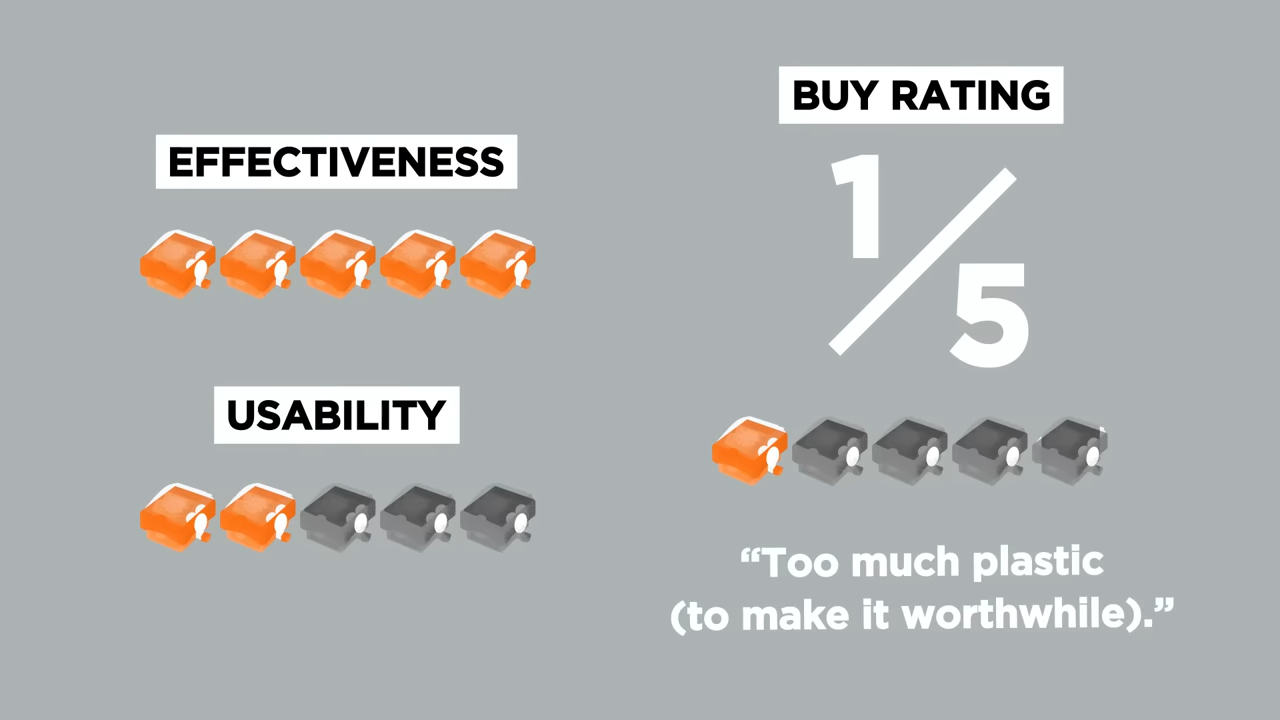 EFFECTIVENESS
USABILITY
BUY RATING
1/5
“Too much plastic
(to make it worthwhile).”